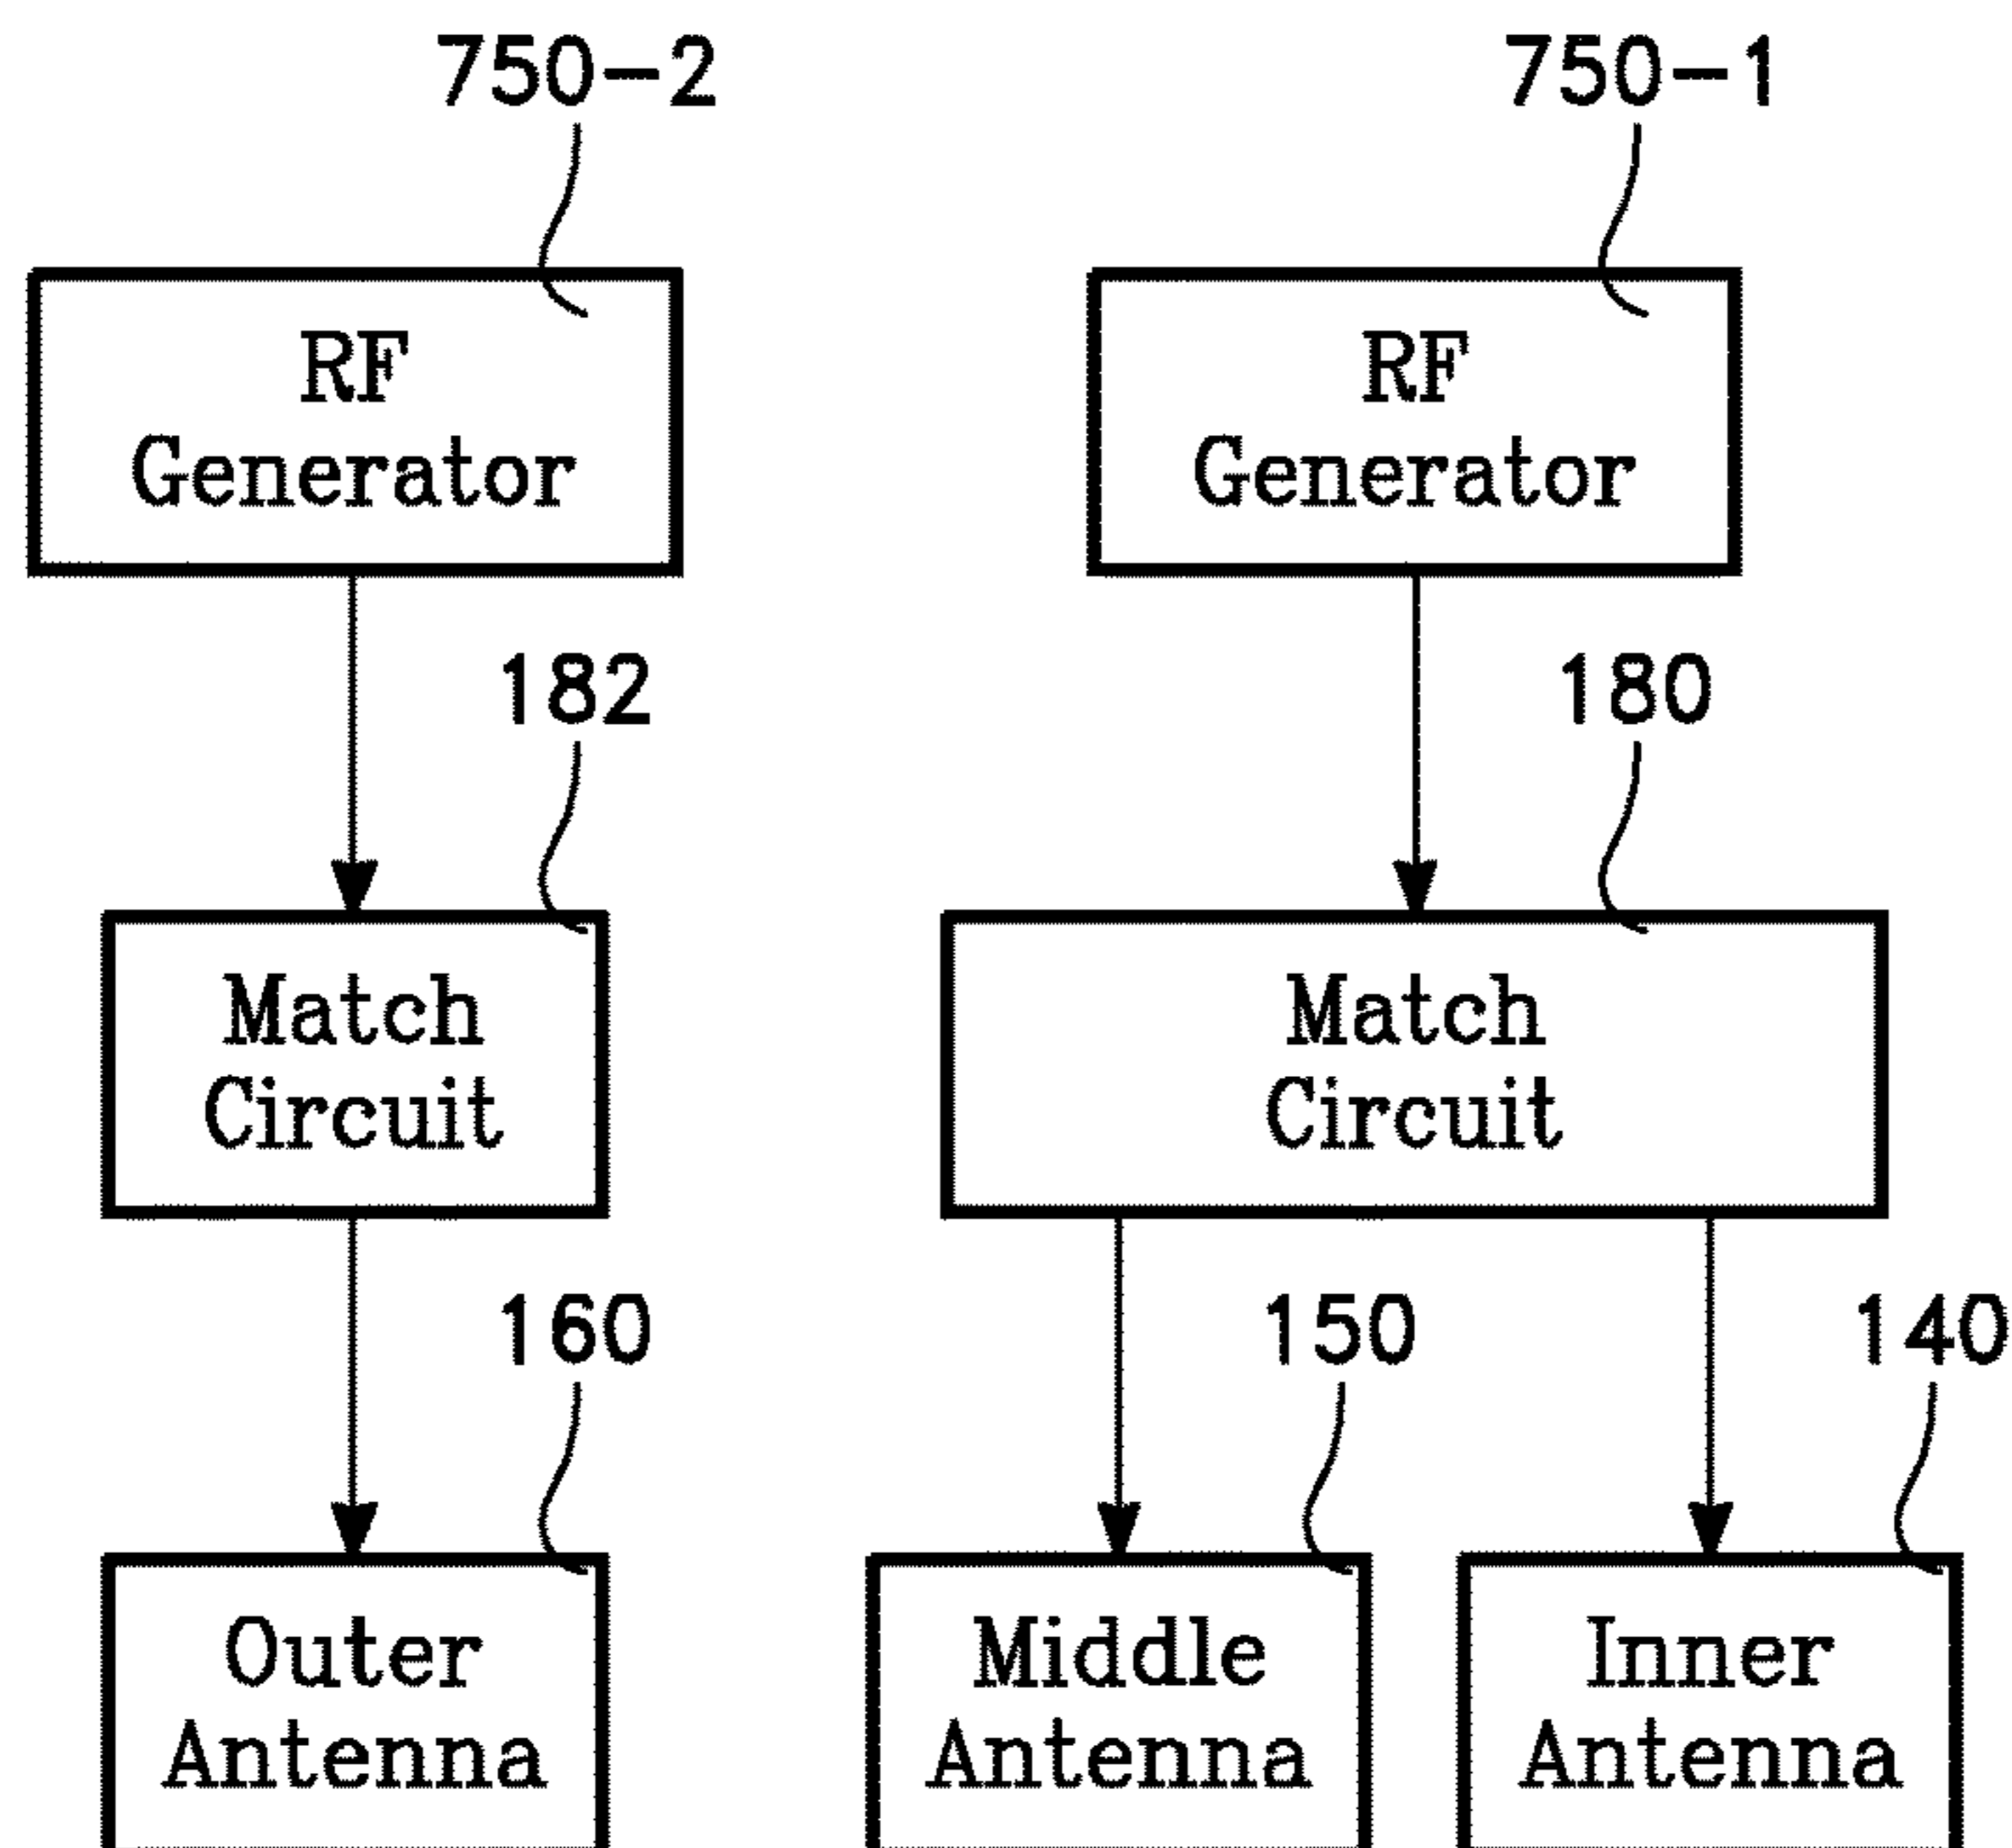 750-2
750-1
RF
Generator
RF
Generator
182
180
Match
Circuit
Match
Circuit
160
150
140
Outer
Antenna
Middle
Antenna
Inner
Antenna